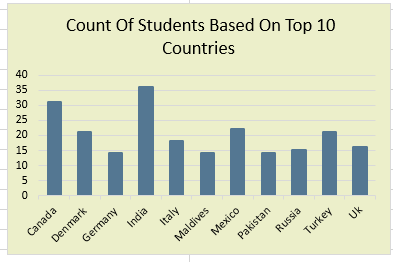 Count Of Students Based On Top 10
Countries
40
35
30
25
20
15
10
5
0
Canada
Denmark
Germany
India
Italy
Maldives
Mexico
Pakistan
Russia
Turkey
Uk